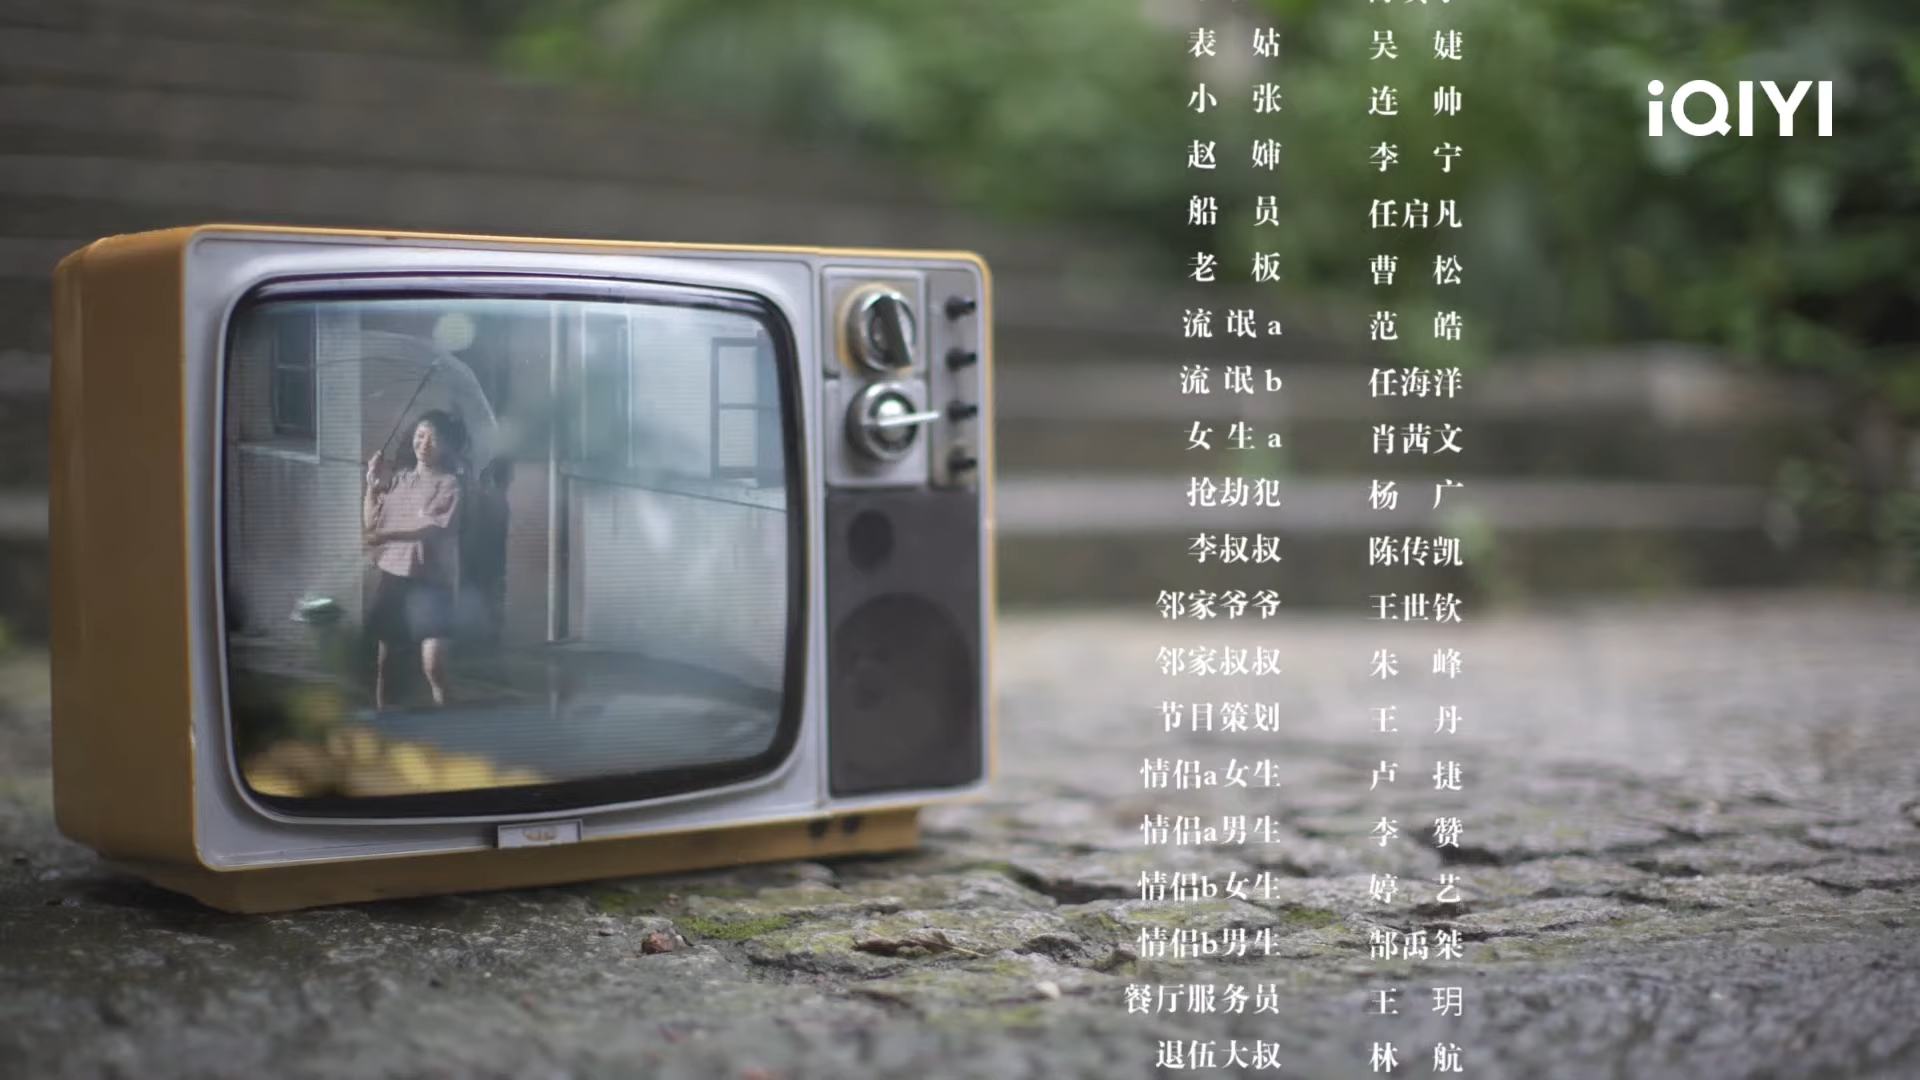 iQIYI
表姑 吴婕
小张 连帅
赵婶 李宁
船员 任启凡
老板 曹松
流氓a 范皓
流氓b 任海洋
女生a 肖茜文
抢劫犯 杨广
李叔叔 陈传凯
邻家爷爷 王世钦
邻家叔叔 朱峰
节目策划 王丹
情侣a女生 卢捷
情侣a男生 李赞
情侣b女生 婷艺
情侣b男生 郜禹桀
餐厅服务员 王玥
退伍大叔 林航